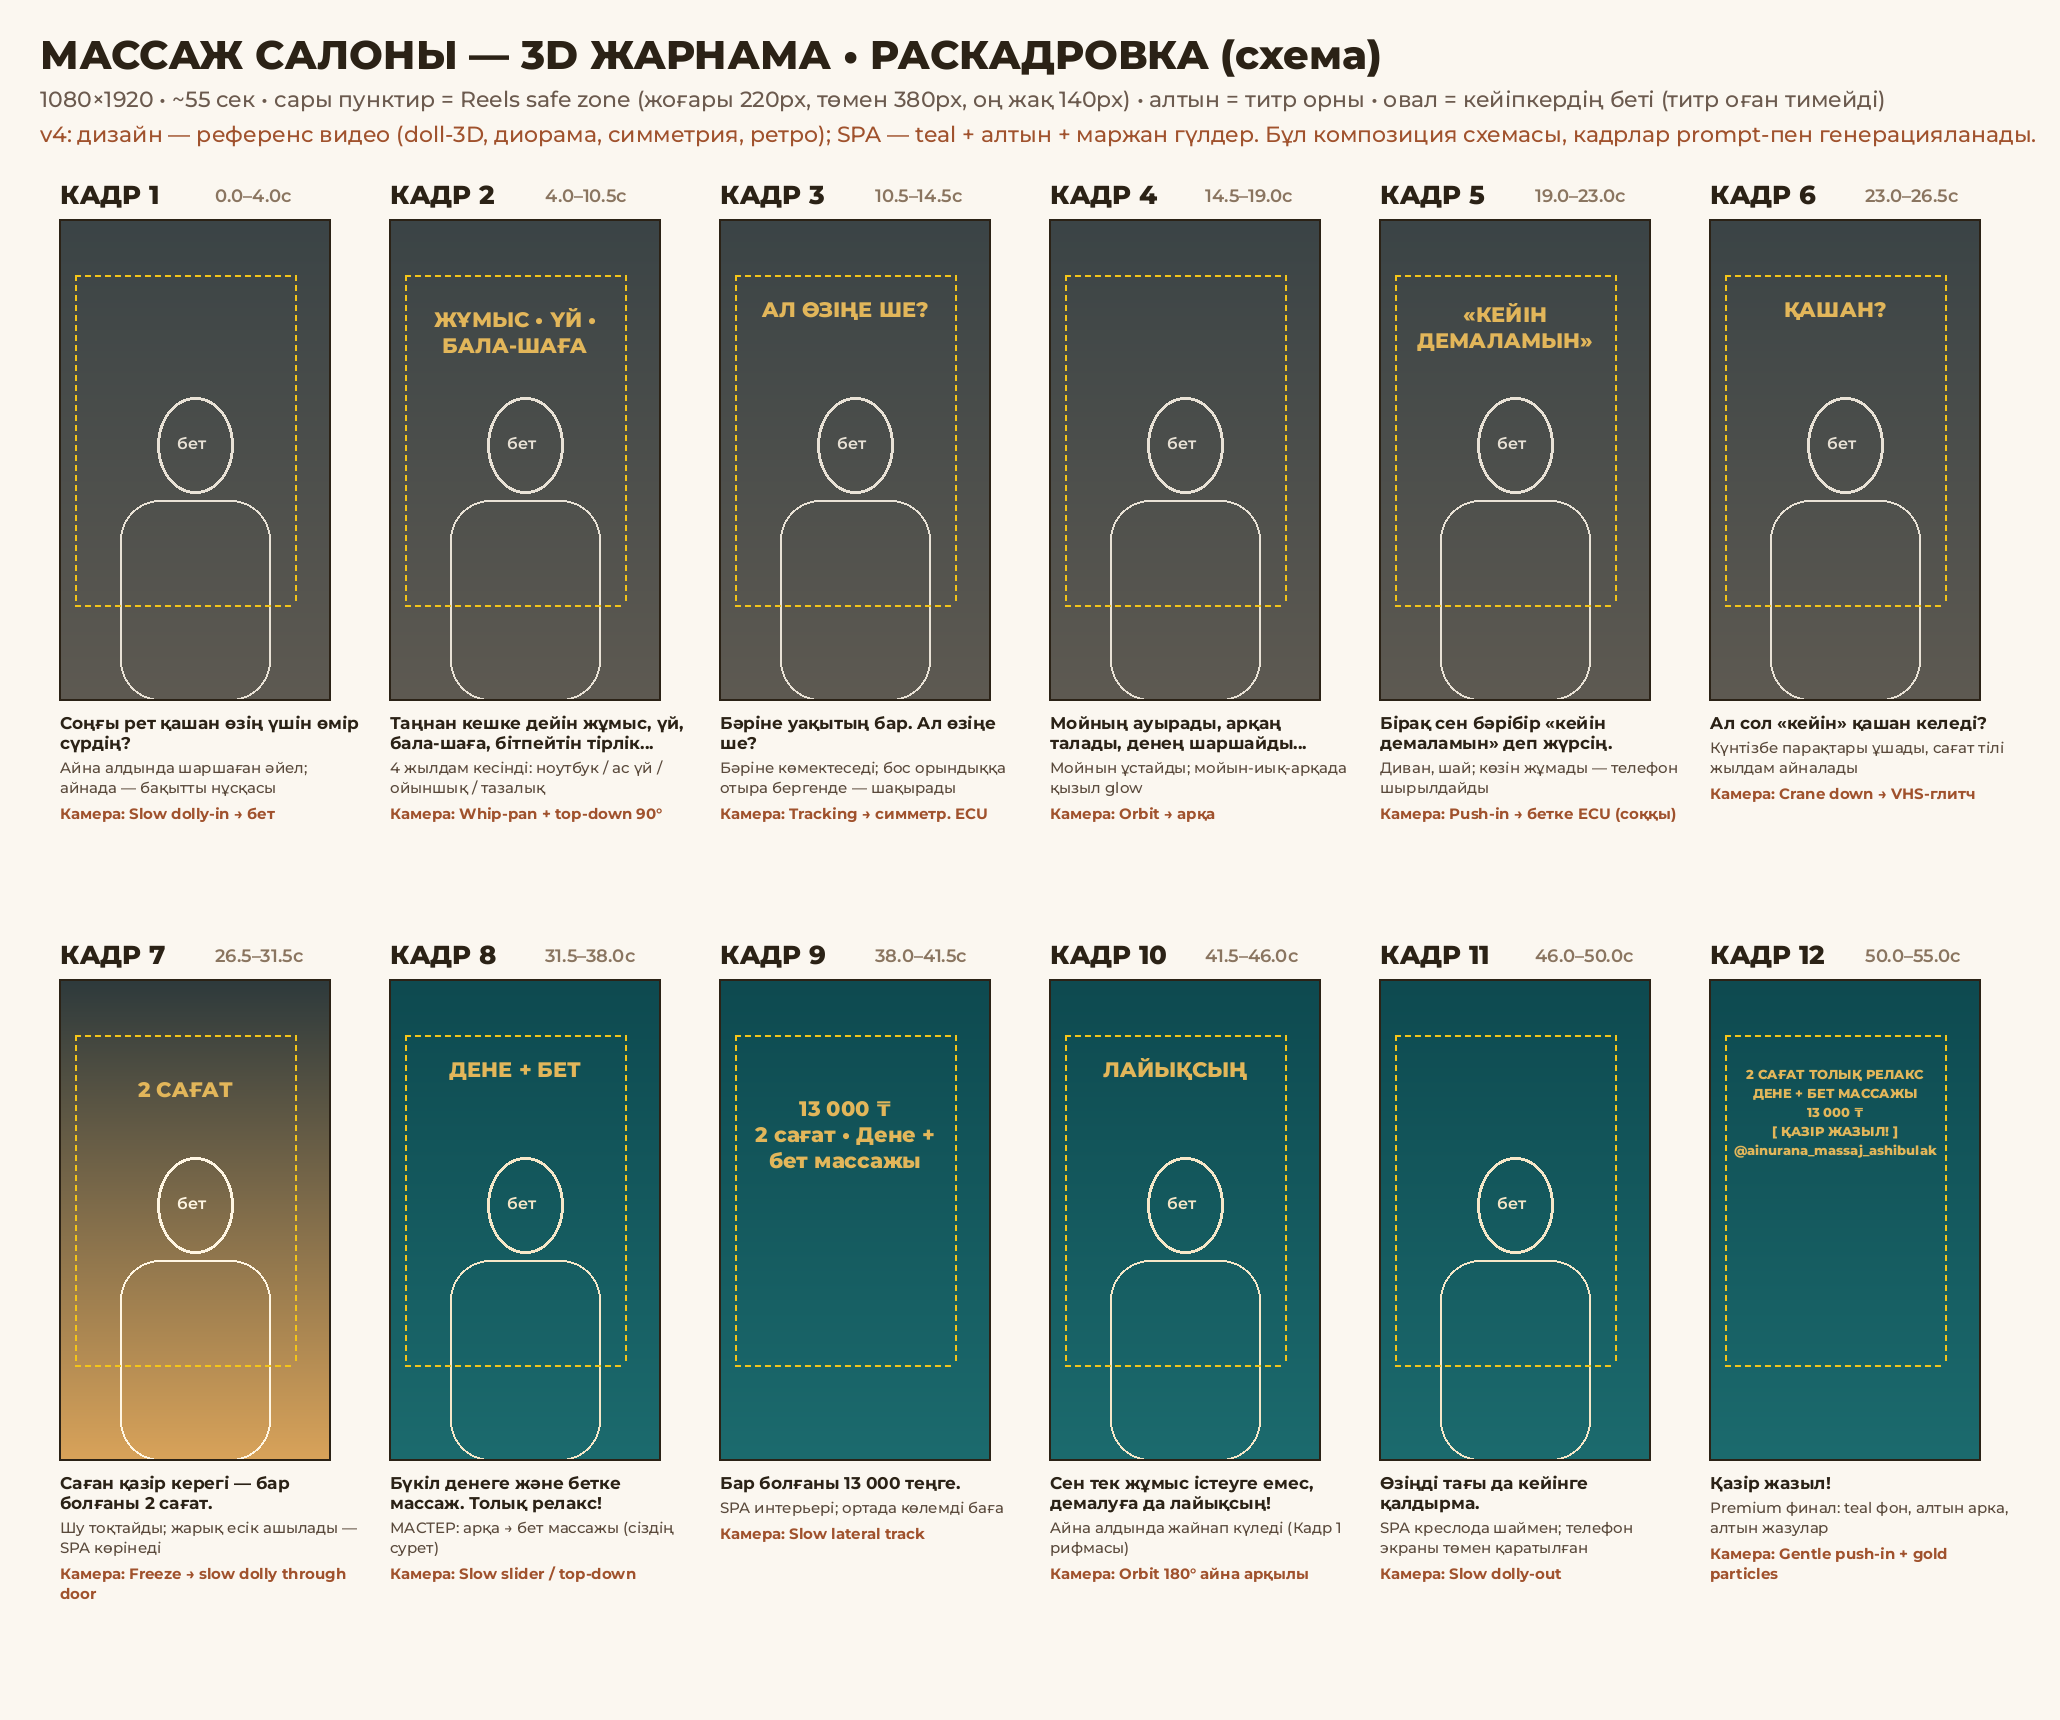 МАССАЖ САЛОНЫ — 3D ЖАРНАМА • РАСКАДРОВКА (схема)
1080×1920 • ~55 сек • сары пунктир = Reels safe zone (жоғары 220px, төмен 380px, оң жақ 140px) • алтын = титр орны • овал = кейіпкердің беті (титр оған тимейді)
v4: дизайн — референс видео (doll-3D, диорама, симметрия, ретро); SPA — teal + алтын + маржан гүлдер. Бұл композиция схемасы, кадрлар prompt-пен генерацияланады.
КАДР 1 0.0–4.0с
бет
Соңғы рет қашан өзің үшін өмір
сүрдің?
Айна алдында шаршаған әйел;
айнада — бақытты нұсқасы
Камера: Slow dolly-in → бет
КАДР 2 4.0–10.5с
ЖҰМЫС • ҮЙ •
БАЛА-ШАҒА
бет
Таңнан кешке дейін жұмыс, үй,
бала-шаға, бітпейтін тірлік...
4 жылдам кесінді: ноутбук / ас үй /
ойыншық / тазалық
Камера: Whip-pan + top-down 90°
КАДР 3 10.5–14.5с
АЛ ӨЗІҢЕ ШЕ?
бет
Бәріне уақытың бар. Ал өзіңе
ше?
Бәріне көмектеседі; бос орындыққа
отыра бергенде — шақырады
Камера: Tracking → симметр. ECU
КАДР 4 14.5–19.0с
бет
Мойның ауырады, арқаң
талады, денең шаршайды...
Мойнын ұстайды; мойын-иық-арқада
қызыл glow
Камера: Orbit → арқа
КАДР 5 19.0–23.0с
«КЕЙІН
ДЕМАЛАМЫН»
бет
Бірақ сен бәрібір «кейін
демаламын» деп жүрсің.
Диван, шай; көзін жұмады — телефон
шырылдайды
Камера: Push-in → бетке ECU (соққы)
КАДР 6 23.0–26.5с
ҚАШАН?
бет
Ал сол «кейін» қашан келеді?
Күнтізбе парақтары ұшады, сағат тілі
жылдам айналады
Камера: Crane down → VHS-глитч
КАДР 7 26.5–31.5с
2 САҒАТ
бет
Саған қазір керегі — бар
болғаны 2 сағат.
Шу тоқтайды; жарық есік ашылады —
SPA көрінеді
Камера: Freeze → slow dolly through
door
КАДР 8 31.5–38.0с
ДЕНЕ + БЕТ
бет
Бүкіл денеге және бетке
массаж. Толық релакс!
МАСТЕР: арқа → бет массажы (сіздің
сурет)
Камера: Slow slider / top-down
КАДР 9 38.0–41.5с
13 000 ₸
2 сағат • Дене +
бет массажы
Бар болғаны 13 000 теңге.
SPA интерьері; ортада көлемді баға
Камера: Slow lateral track
КАДР 10 41.5–46.0с
ЛАЙЫҚСЫҢ
бет
Сен тек жұмыс істеуге емес,
демалуға да лайықсың!
Айна алдында жайнап күледі (Кадр 1
рифмасы)
Камера: Orbit 180° айна арқылы
КАДР 11 46.0–50.0с
бет
Өзіңді тағы да кейінге
қалдырма.
SPA креслода шаймен; телефон
экраны төмен қаратылған
Камера: Slow dolly-out
КАДР 12 50.0–55.0с
2 САҒАТ ТОЛЫҚ РЕЛАКС
ДЕНЕ + БЕТ МАССАЖЫ
13 000 ₸
[ ҚАЗІР ЖАЗЫЛ! ]
@ainurana_massaj_ashibulak
Қазір жазыл!
Premium финал: teal фон, алтын арка,
алтын жазулар
Камера: Gentle push-in + gold
particles